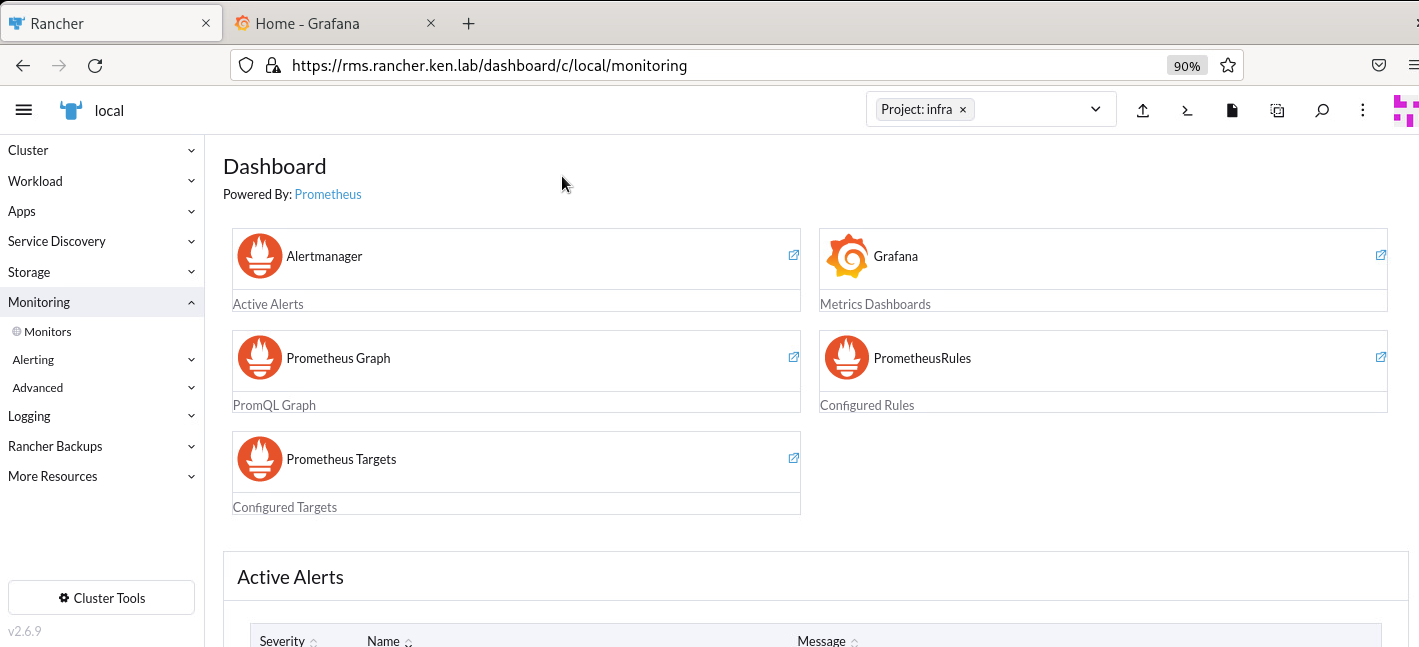 Rancher
Home - Grafana
https://rms.rancher.ken.lab/dashboard/c/local/monitoring
90%
local
Project: infra
Cluster
Workload
Apps
Service Discovery
Storage
Monitoring
Monitors
Alerting
Advanced
Logging
Rancher Backups
More Resources
Cluster Tools
v2.6.9
Dashboard
Powered By: Prometheus
Alertmanager
Active Alerts
Grafana
Metrics Dashboards
Prometheus Graph
PromQL Graph
PrometheusRules
Configured Rules
Prometheus Targets
Configured Targets
Active Alerts
Severity Name Message